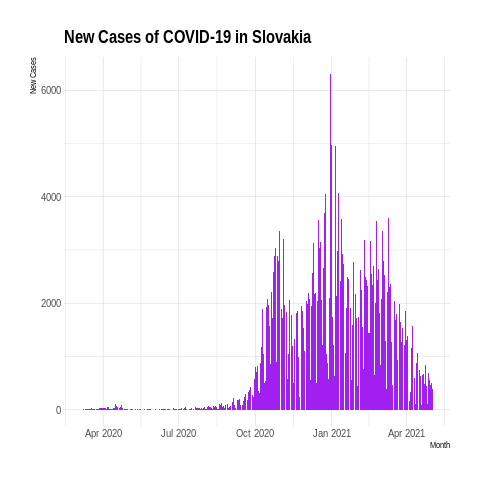 New Cases of COVID-19 in Slovakia
New Cases
6000
4000
2000
0
Apr 2020 Jul 2020 Oct 2020 Jan 2021 Apr 2021
Month